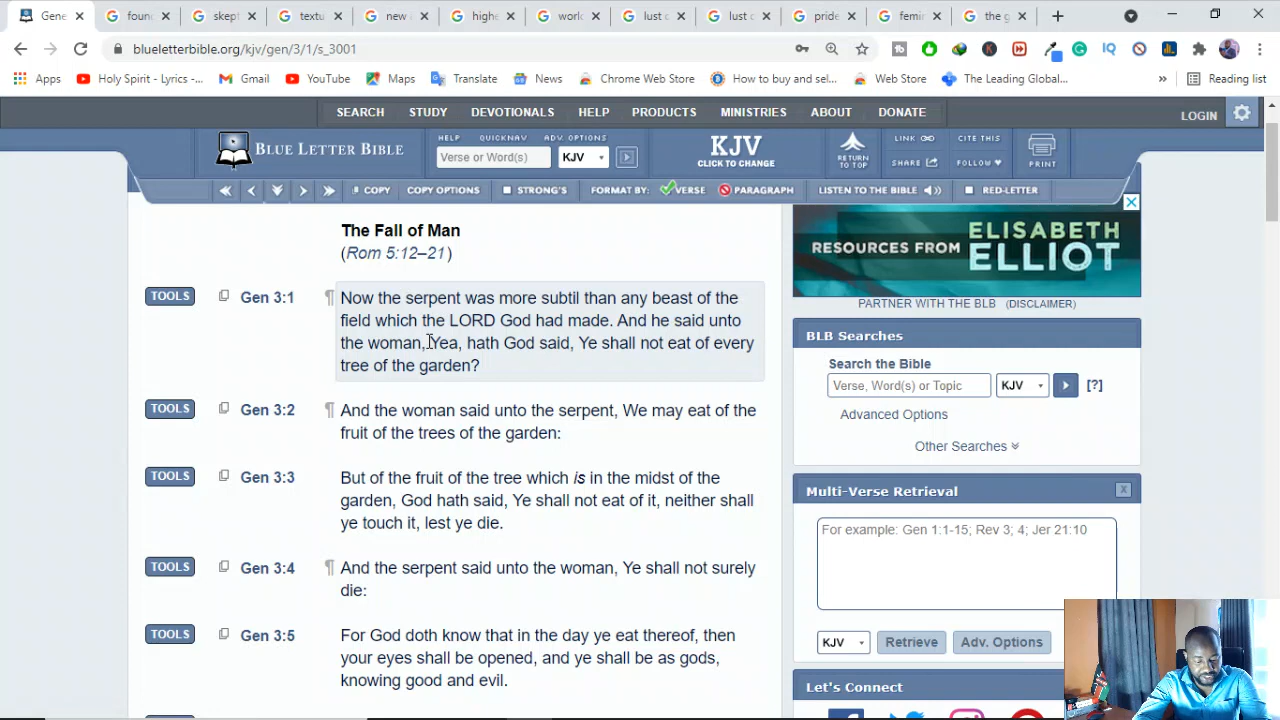 Gene
foun
skept
textu
new
highe
worl
lust c
lust c
pride
femin
the g
blueletterbible.org/kjv/gen/3/1/s_3001
Apps
Holy Spirit - Lyrics -...
Gmail
YouTube
Maps
Translate
News
Chrome Web Store
How to buy and sel...
Web Store
The Leading Global...
»
Reading list
SEARCH STUDY DEVOTIONALS HELP PRODUCTS MINISTRIES ABOUT DONATE
LOGIN
BLUE LETTER BIBLE
HELP QUICKNAV ADV OPTIONS
Verse or Word(s)
KJV
KJV
CLICK TO CHANGE
RETURN
TO TOP
LINK
CITE THIS
SHARE
FOLLOW
PRINT
COPY COPY OPTIONS STRONG'S FORMAT BY: VERSE PARAGRAPH LISTEN TO THE BIBLE RED-LETTER
The Fall of Man
(Rom 5:12–21)
TOOLS Gen 3:1 ¶ Now the serpent was more subtil than any beast of the
field which the LORD God had made. And he said unto
the woman, Yea, hath God said, Ye shall not eat of every
tree of the garden?
TOOLS Gen 3:2 ¶ And the woman said unto the serpent, We may eat of the
fruit of the trees of the garden:
TOOLS Gen 3:3 But of the fruit of the tree which is in the midst of the
garden, God hath said, Ye shall not eat of it, neither shall
ye touch it, lest ye die.
TOOLS Gen 3:4 ¶ And the serpent said unto the woman, Ye shall not surely
die:
TOOLS Gen 3:5 For God doth know that in the day ye eat thereof, then
your eyes shall be opened, and ye shall be as gods,
knowing good and evil.
RESOURCES FROM
ELISABETH
ELLIOT
PARTNER WITH THE BLB (DISCLAIMER)
BLB Searches
Search the Bible
Verse, Word(s) or Topic
KJV
[?]
Advanced Options
Other Searches
Multi-Verse Retrieval
X
For example: Gen 1:1-15; Rev 3; 4; Jer 21:10
KJV Retrieve Adv. Options
Let's Connect